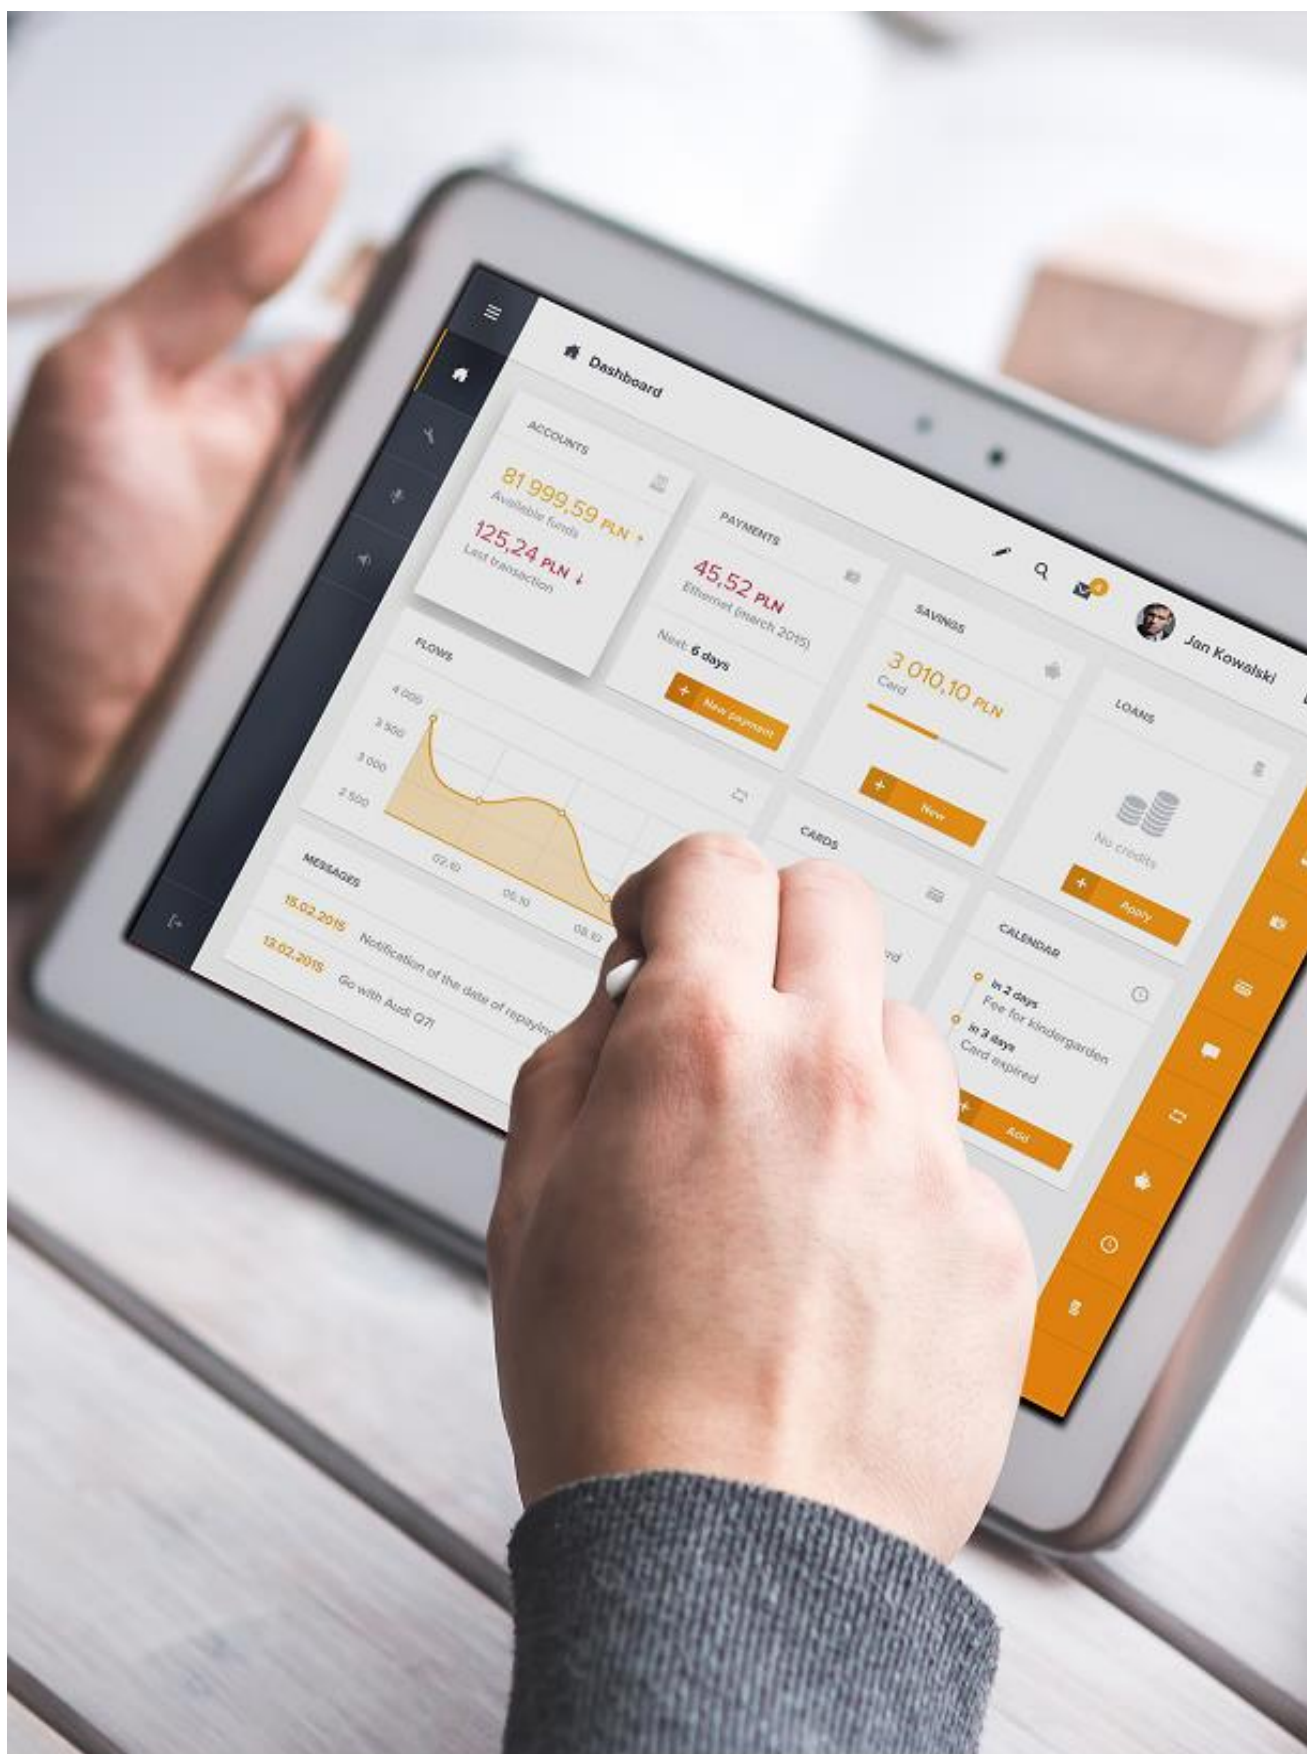 Dashboard
4
Jan Kowalski
ACCOUNTS
81 999,59 PLN
Available funds
125,24 PLN ↓
Last transaction
PAYMENTS
45,52 PLN
Ethernet (march 2015)
Next: 6 days
+ New payment
SAVINGS
3 010,10 PLN
Card
+ New
LOANS
No credits
+ Apply
FLOWS
4 000
3 500
3 000
2 500
02.10
06.10
08.10
CARDS
rd
CALENDAR
in 2 days
Fee for kindergarden
in 3 days
Card expired
+ Add
MESSAGES
15.02.2015 Notification of the date of repaying
13.02.2015 Go with Audi Q7!